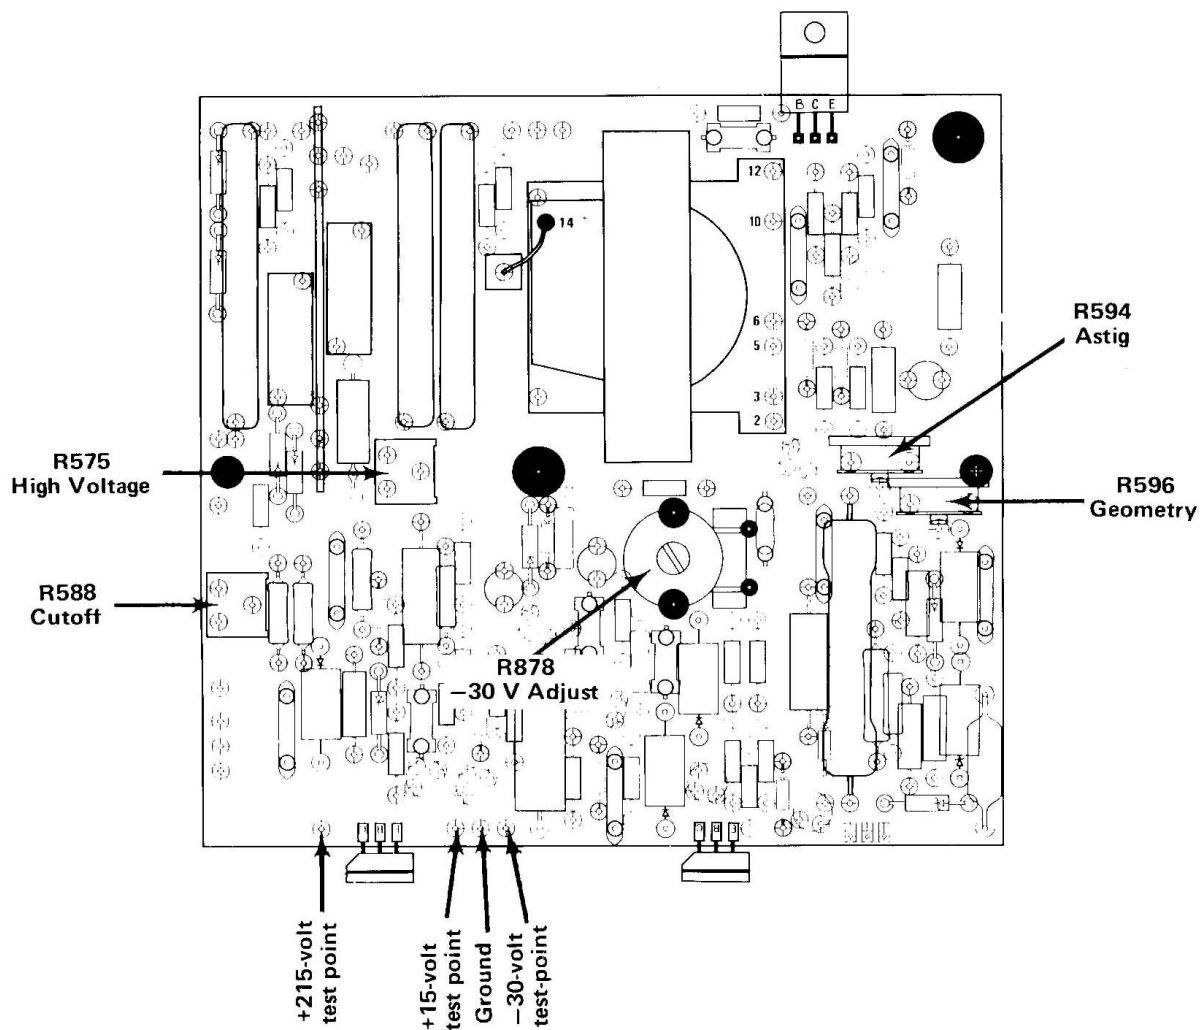 B C E
12
14
10
6
5
3
2
R594
Astig
R575
High Voltage
R596
Geometry
R588
Cutoff
R878
−30 V Adjust
+215-volt
test point
+15-volt
test point
Ground
−30-volt
test-point